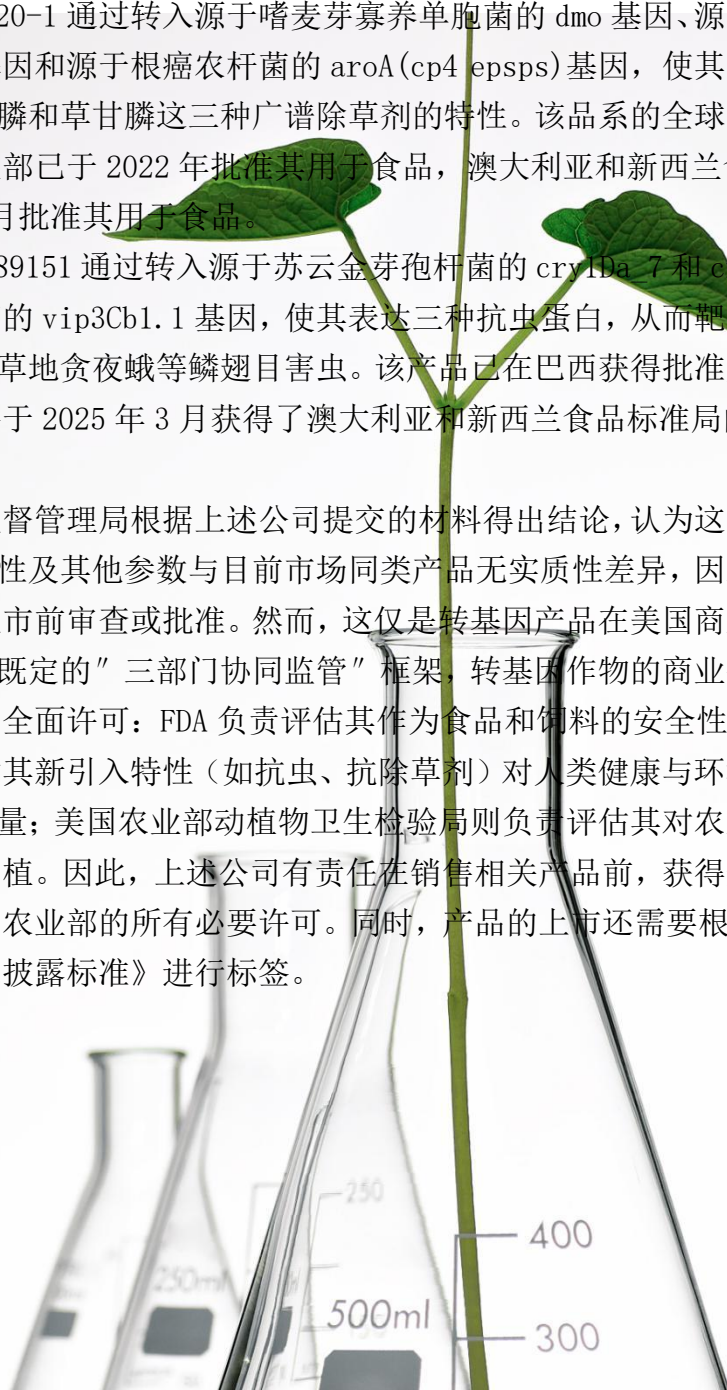 20-1 通过转入源于嗜麦芽寡养单胞菌的 dmo 基因、源
因和源于根癌农杆菌的 aroA(cp4 epsps)基因，使其
膦和草甘膦这三种广谱除草剂的特性。该品系的全球
部已于 2022 年批准其用于食品，澳大利亚和新西兰
月批准其用于食品。
89151 通过转入源于苏云金芽孢杆菌的 cry1Da_7 和 c
的 vip3Cb1.1 基因，使其表达三种抗虫蛋白，从而靶
草地贪夜蛾等鳞翅目害虫。该产品已在巴西获得批准
于 2025 年 3 月获得了澳大利亚和新西兰食品标准局
督管理局根据上述公司提交的材料得出结论，认为这
性及其他参数与目前市场同类产品无实质性差异，因
市前审查或批准。然而，这仅是转基因产品在美国商
既定的″三部门协同监管″框架，转基因作物的商业
全面许可：FDA 负责评估其作为食品和饲料的安全性
其新引入特性（如抗虫、抗除草剂）对人类健康与环
量；美国农业部动植物卫生检验局则负责评估其对农
植。因此，上述公司有责任在销售相关产品前，获得
农业部的所有必要许可。同时，产品的上市还需要根
披露标准》进行标签。
250
400
250ml
500ml
300